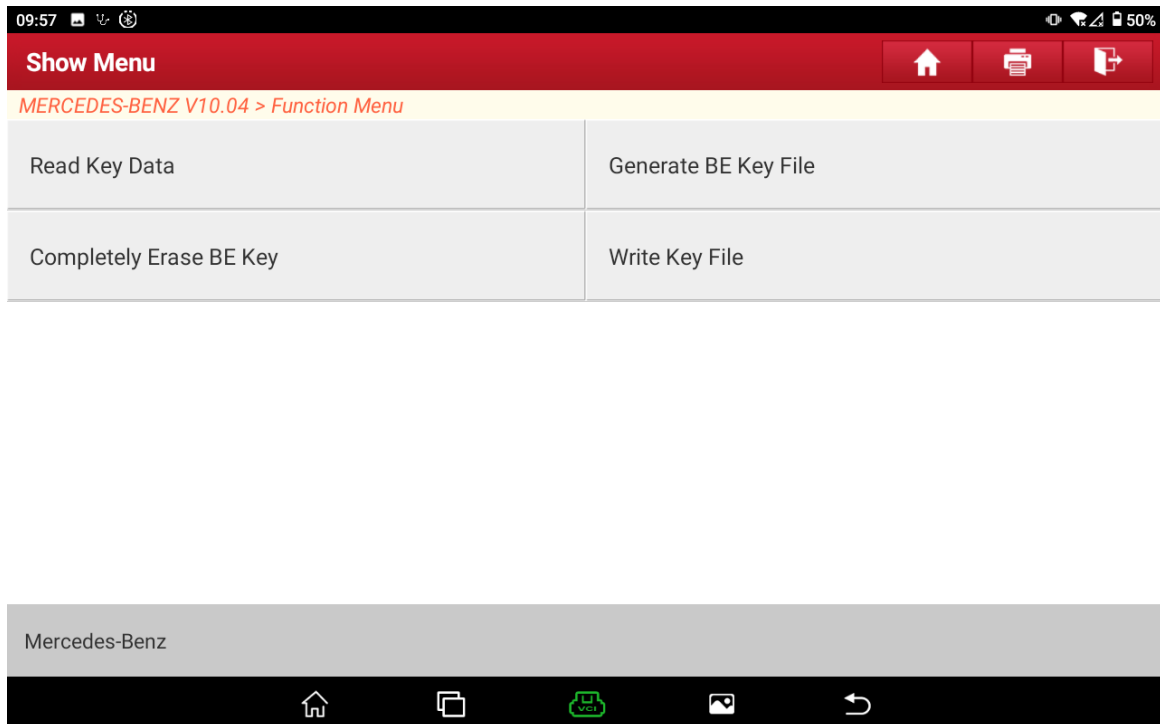 09:57 50%
Show Menu
MERCEDES-BENZ V10.04 > Function Menu
Read Key Data
Generate BE Key File
Completely Erase BE Key
Write Key File
Mercedes-Benz
VCI